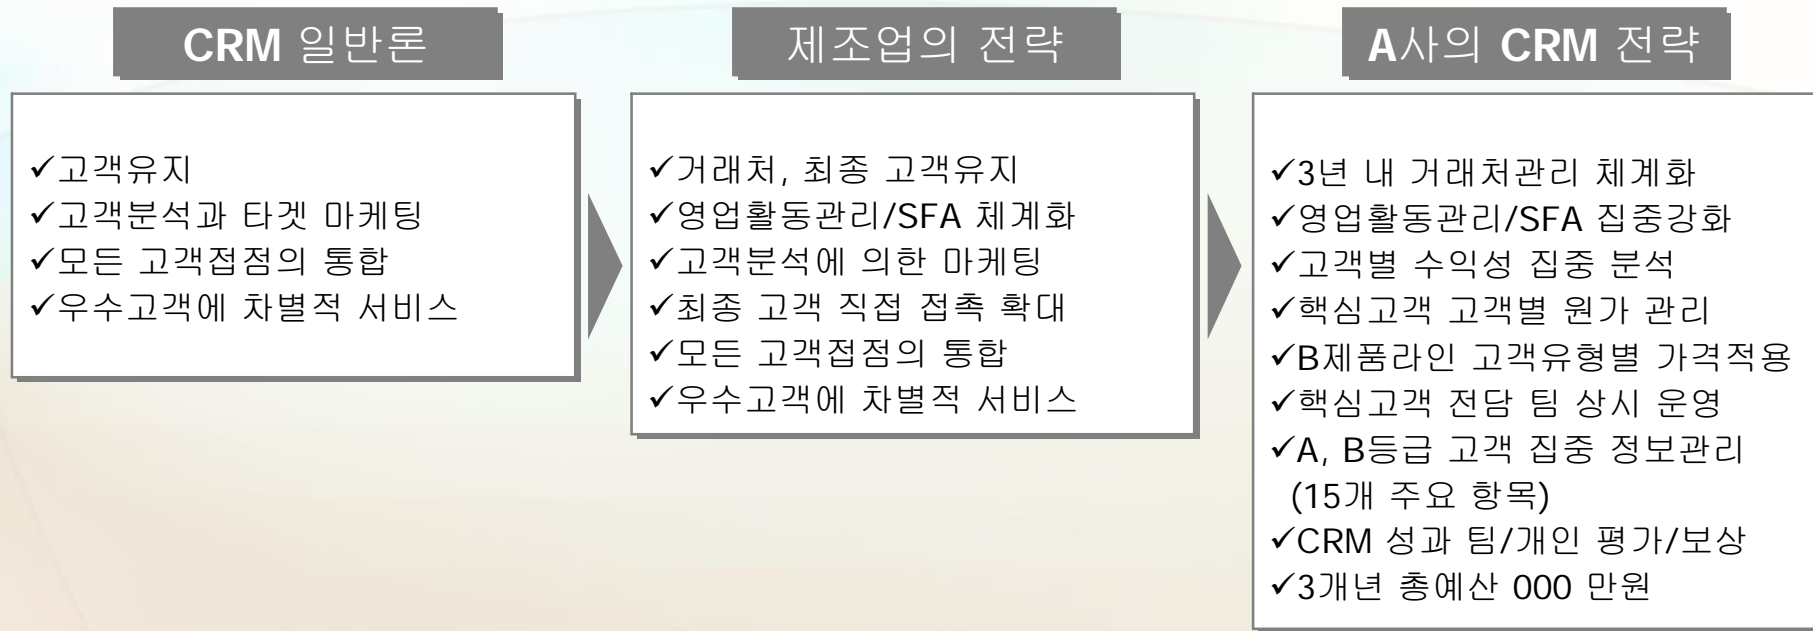 CRM 일반론
✓고객유지
✓고객분석과 타겟 마케팅
✓모든 고객접점의 통합
✓우수고객에 차별적 서비스
제조업의 전략
✓거래처, 최종 고객유지
✓영업활동관리/SFA 체계화
✓고객분석에 의한 마케팅
✓최종 고객 직접 접촉 확대
✓모든 고객접점의 통합
✓우수고객에 차별적 서비스
A사의 CRM 전략
✓3년 내 거래처관리 체계화
✓영업활동관리/SFA 집중강화
✓고객별 수익성 집중 분석
✓핵심고객 고객별 원가 관리
✓B제품라인 고객유형별 가격적용
✓핵심고객 전담 팀 상시 운영
✓A, B등급 고객 집중 정보관리
(15개 주요 항목)
✓CRM 성과 팀/개인 평가/보상
✓3개년 총예산 000 만원